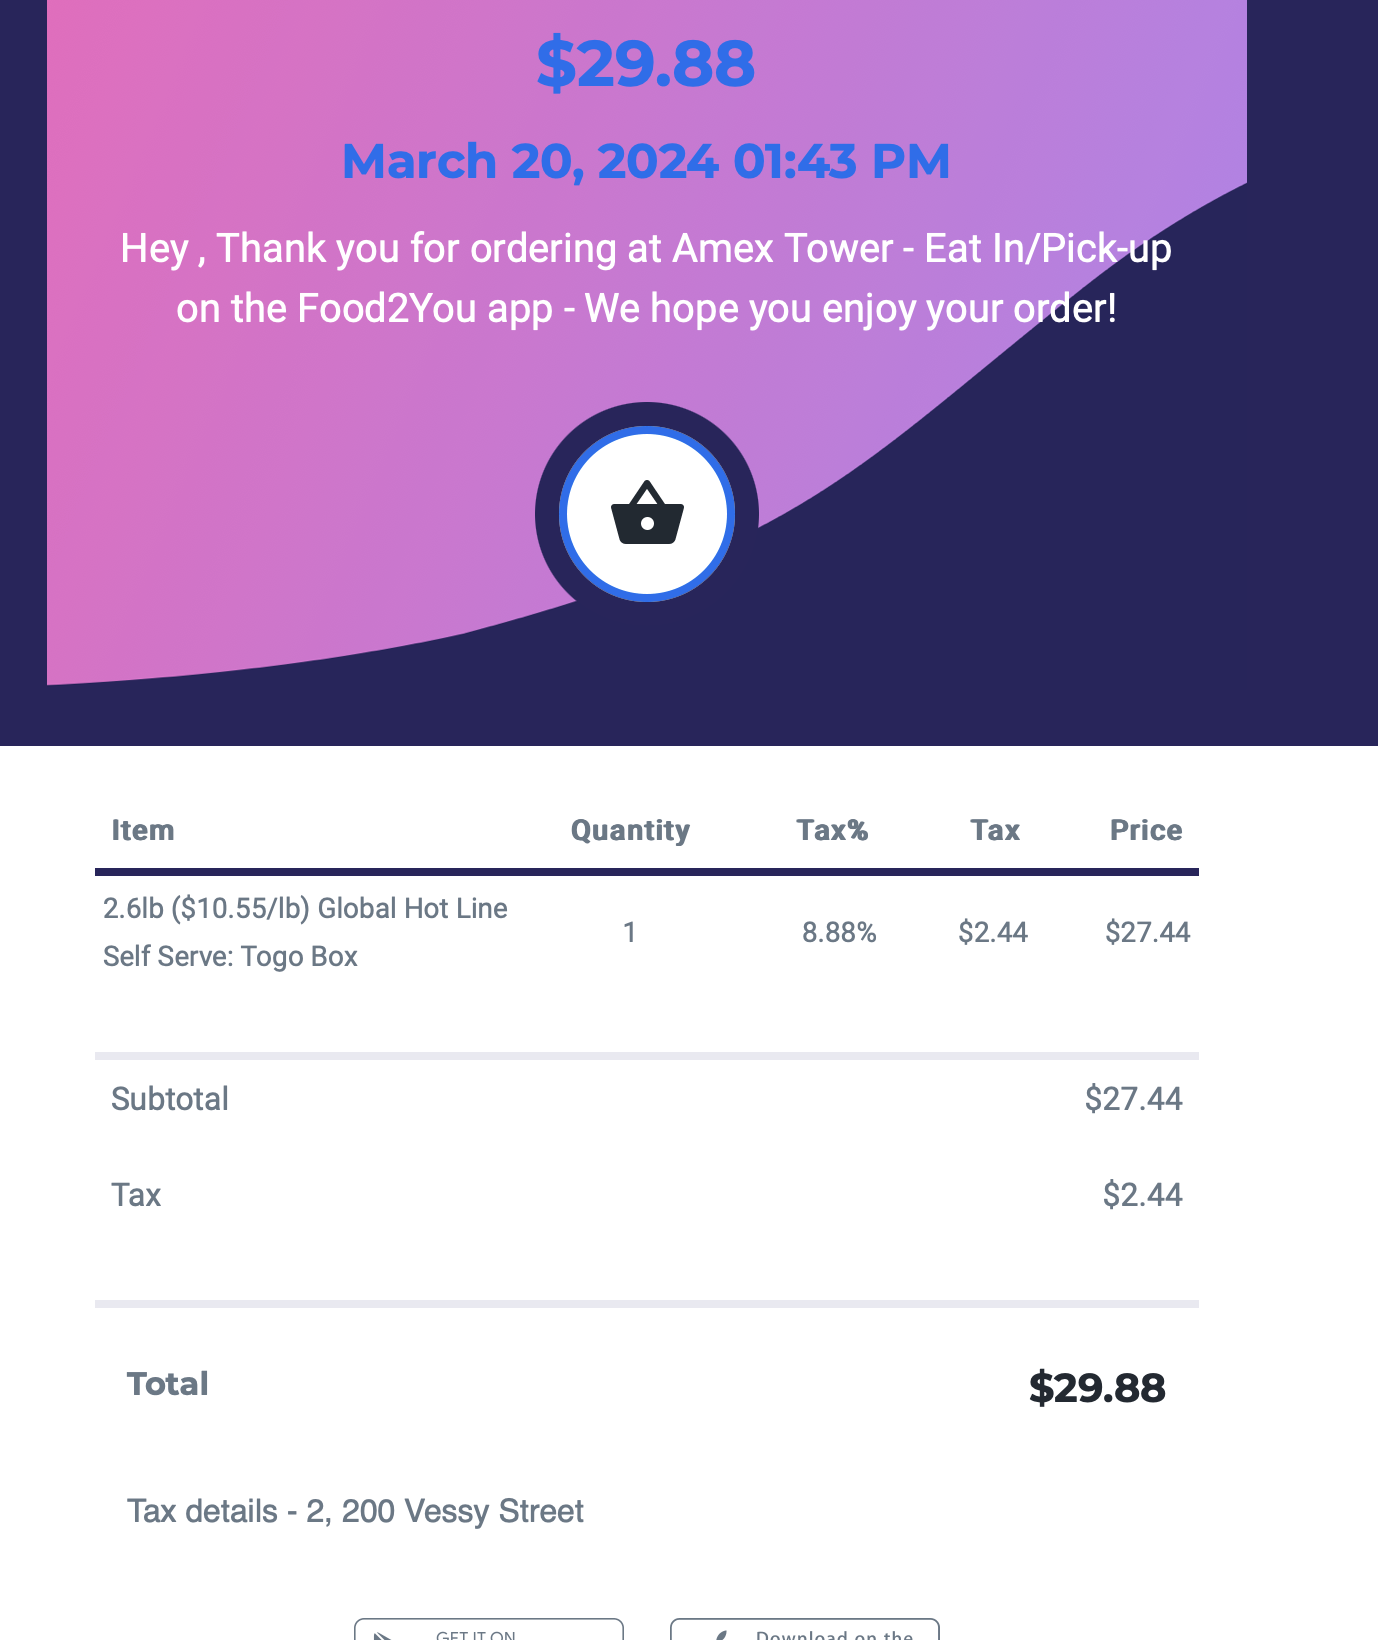 $29.88
March 20, 2024 01:43 PM
Hey , Thank you for ordering at Amex Tower - Eat In/Pick-up
on the Food2You app - We hope you enjoy your order!
Item Quantity Tax% Tax Price
2.6lb ($10.55/lb) Global Hot Line
Self Serve: Togo Box
1 8.88% $2.44 $27.44
Subtotal $27.44
Tax $2.44
Total $29.88
Tax details - 2, 200 Vessy Street
GET IT ON
Download on the